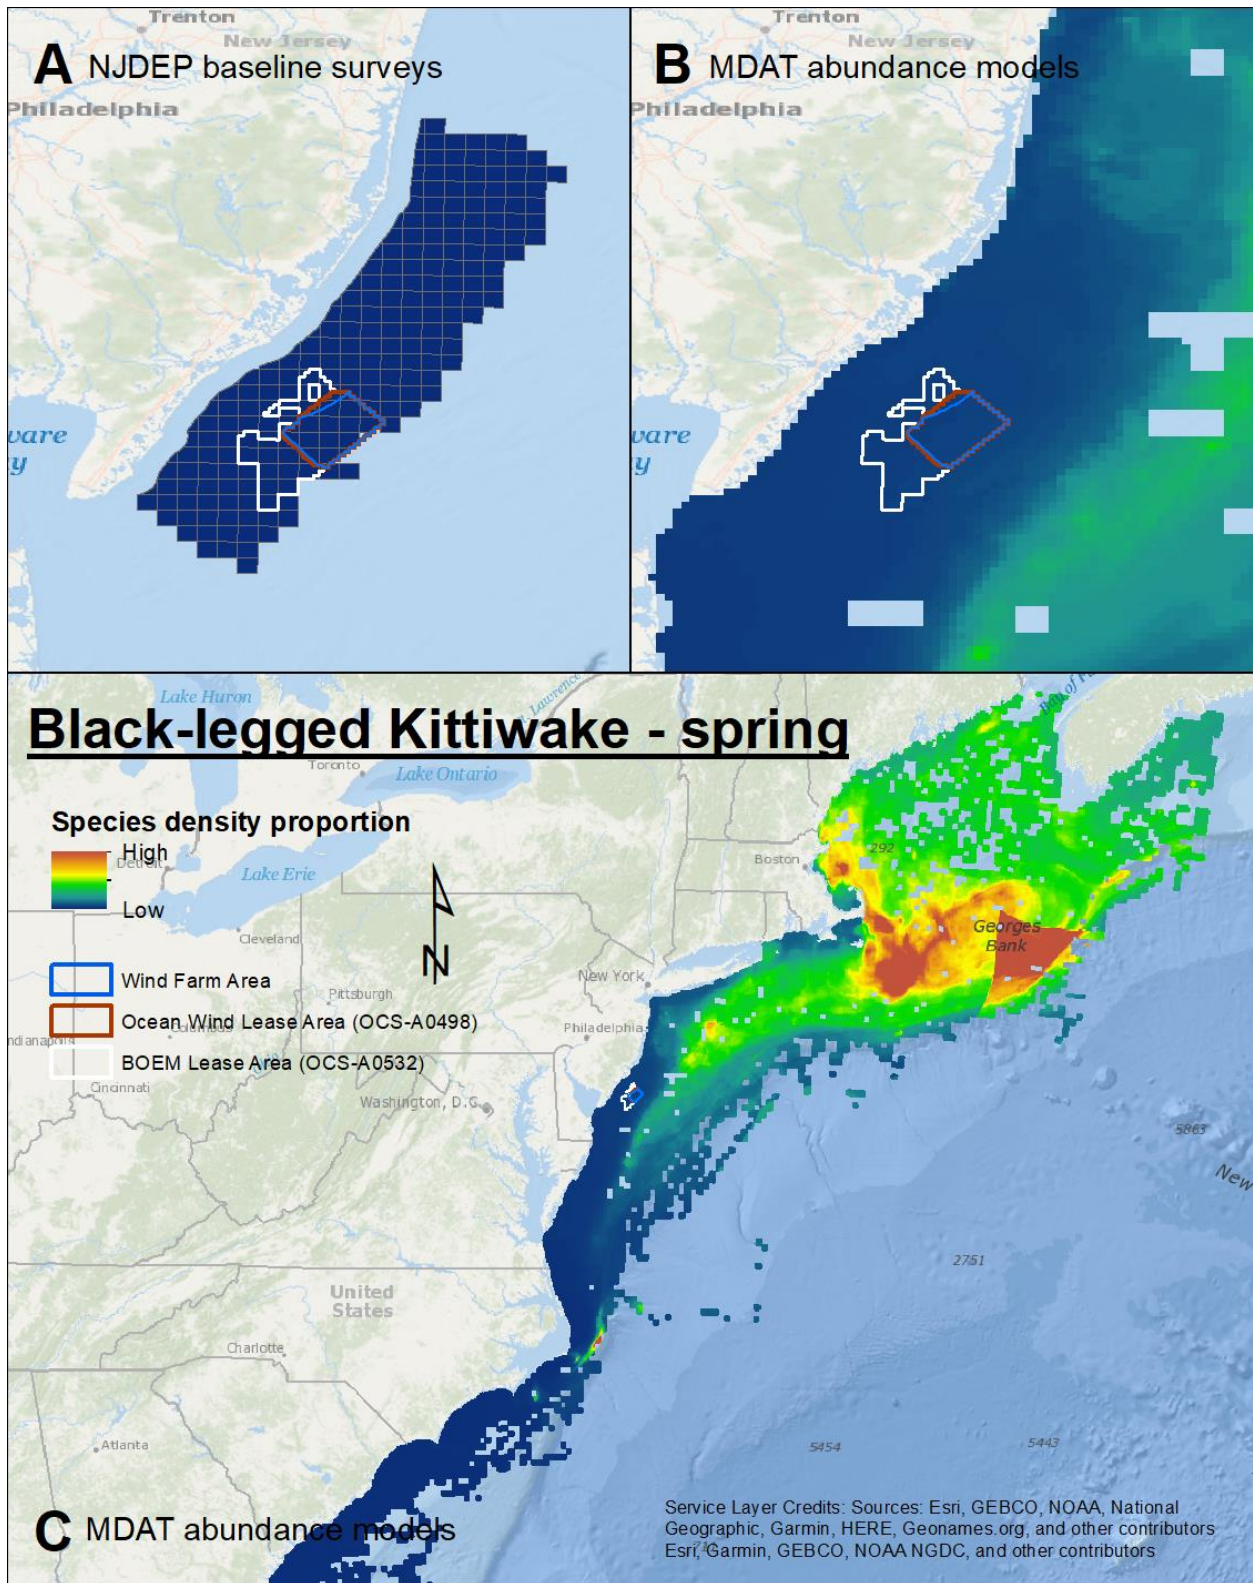 Trenton
New Jersey
A NJDEP baseline surveys
Philadelphia
ware
y
Trenton
New Jersey
B MDAT abundance models
Philadelphia
ware
y
Lake Huron
Lawrence
Black-legged Kittiwake - spring
Toronto
Lake Ontario
Species density proportion
High
Detroit
Low
Lake Erie
Boston
292
Georges
Bank
Cleveland
New York
Wind Farm Area
Pittsburgh
Ocean Wind Lease Area (OCS-A0498)
Philadelphia
ndianapolis
Columbus
BOEM Lease Area (OCS-A0532)
Cincinnati
Washington, D.C.
N
5863
New
2751
United
States
Charlotte
Atlanta
5454
5443
C MDAT abundance models
Service Layer Credits: Sources: Esri, GEBCO, NOAA, National
Geographic, Garmin, HERE, Geonames.org, and other contributors
Esri, Garmin, GEBCO, NOAA NGDC, and other contributors